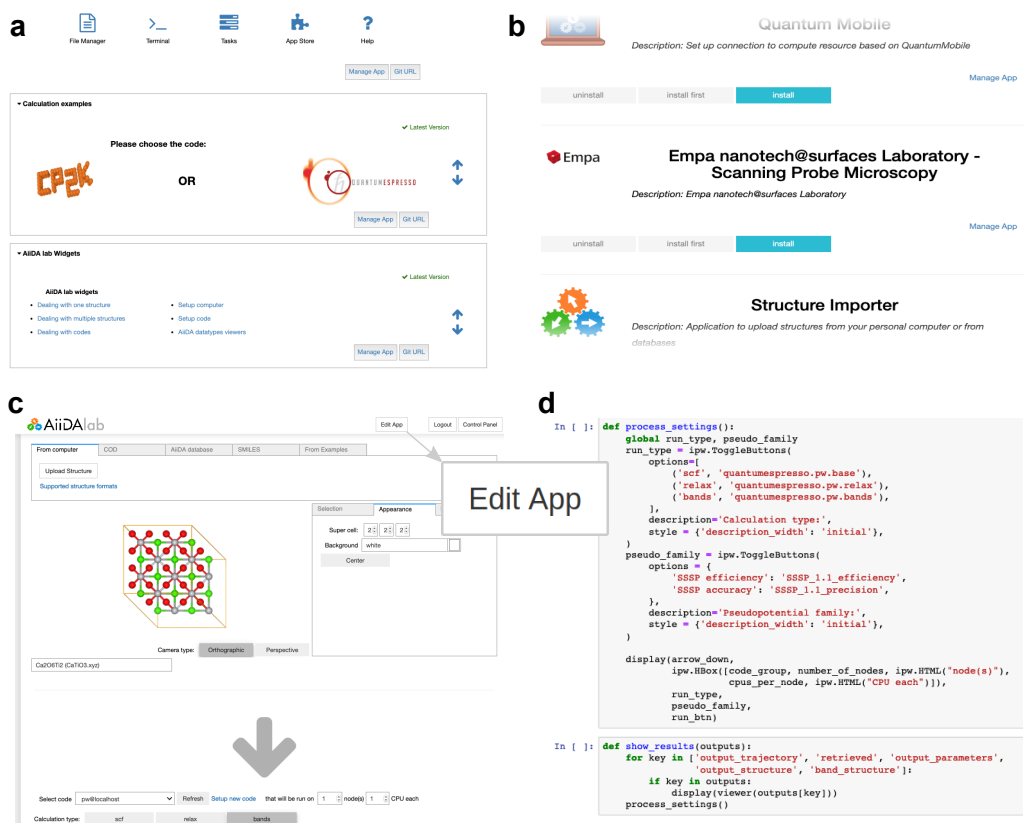 a
File Manager
Terminal
Tasks
App Store
Help
Manage App
Git URL
Calculation examples
Latest Version
Please choose the code:
CP2K
OR
QUANTUMESPRESSO
Manage App
Git URL
AiiDA lab Widgets
Latest Version
AiiDA lab widgets
Dealing with one structure
Dealing with multiple structures
Dealing with codes
Setup computer
Setup code
AiiDA datatypes viewers
Manage App
Git URL
b
Quantum Mobile
Description: Set up connection to compute resource based on QuantumMobile
Manage App
uninstall
install first
install
Empa
Empa nanotech@surfaces Laboratory -
Scanning Probe Microscopy
Description: Empa nanotech@surfaces Laboratory
Manage App
uninstall
install first
install
Structure Importer
Description: Application to upload structures from your personal computer or from
databases
c
AiiDAlab
Edit App
Logout
Control Panel
From computer
COD
AiiDA database
SMILES
From Examples
Upload Structure
Supported structure formats
Edit App
Selection
Appearance
Super cell: 2 2 2
Background white
Center
Camera type: Orthographic Perspective
Ca2O6Ti2 (CaTiO3.xyz)
Select code pw@localhost Refresh Setup new code that will be run on 1 node(s) 1 CPU each
Calculation type: scf relax bands
d
In [ ]: def process_settings():
    global run_type, pseudo_family
    run_type = ipw.ToggleButtons(
        options=[
            ('scf', 'quantumespresso.pw.base'),
            ('relax', 'quantumespresso.pw.relax'),
            ('bands', 'quantumespresso.pw.bands'),
        ],
        description='Calculation type:',
        style = {'description_width': 'initial'},
    )
    pseudo_family = ipw.ToggleButtons(
        options = {
            'SSSP efficiency': 'SSSP_1.1_efficiency',
            'SSSP accuracy': 'SSSP_1.1_precision',
        },
        description='Pseudopotential family:',
        style = {'description_width': 'initial'},
    )
    display(arrow_down,
            ipw.HBox([code_group, number_of_nodes, ipw.HTML("node(s)"),
                      cpus_per_node, ipw.HTML("CPU each")]),
            run_type,
            pseudo_family,
            run_btn)
In [ ]: def show_results(outputs):
    for key in ['output_trajectory', 'retrieved', 'output_parameters',
                'output_structure', 'band_structure']:
        if key in outputs:
            display(viewer(outputs[key]))
    process_settings()